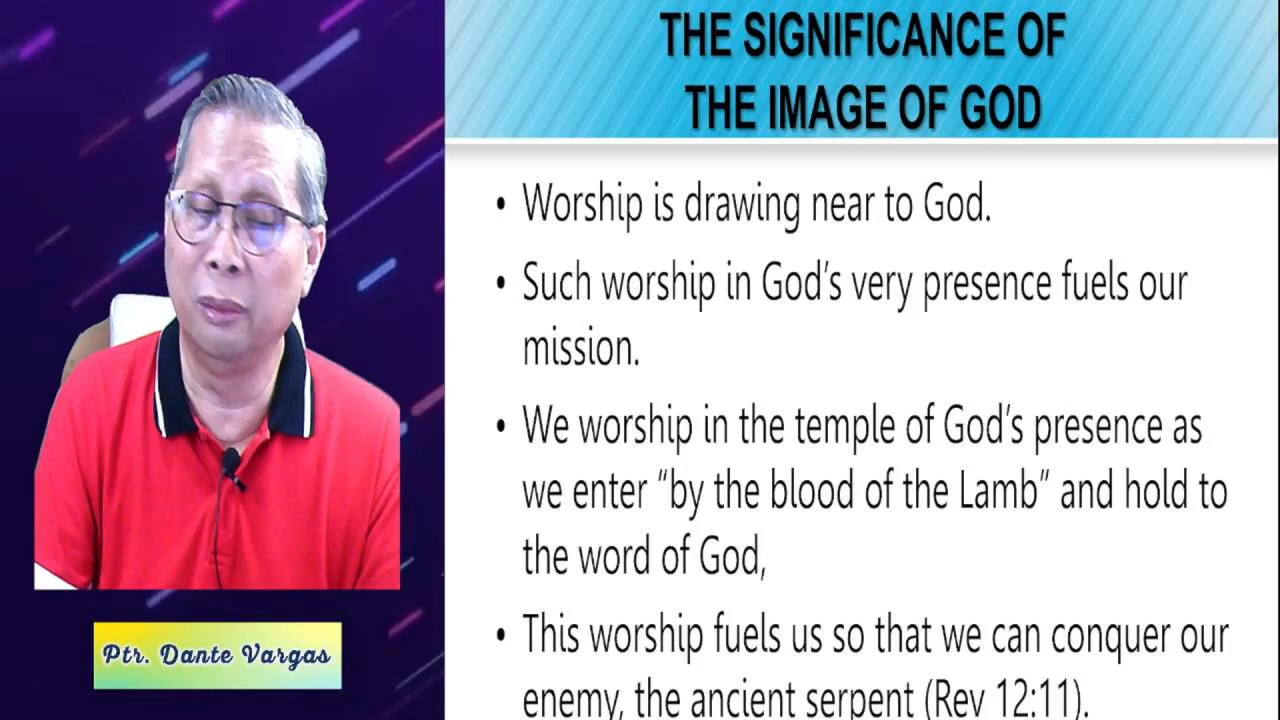 THE SIGNIFICANCE OF
THE IMAGE OF GOD
• Worship is drawing near to God.
• Such worship in God's very presence fuels our
mission.
• We worship in the temple of God's presence as
we enter “by the blood of the Lamb” and hold to
the word of God,
• This worship fuels us so that we can conquer our
enemy, the ancient serpent (Rev 12:11).
Ptr. Dante Vargas